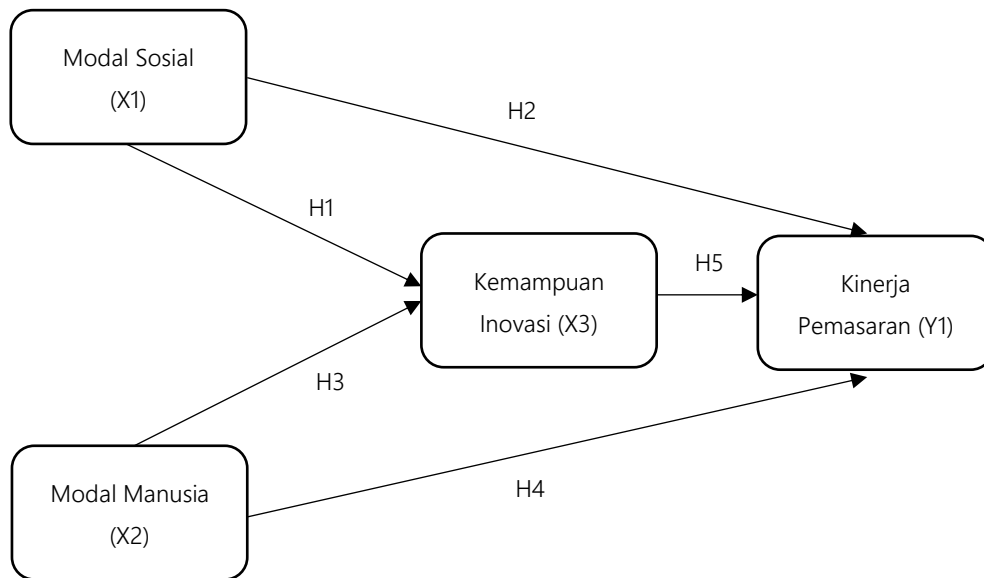 Modal Sosial
(X1)
H2
H1
Kemampuan
Inovasi (X3)
H5
Kinerja
Pemasaran (Y1)
H3
Modal Manusia
(X2)
H4